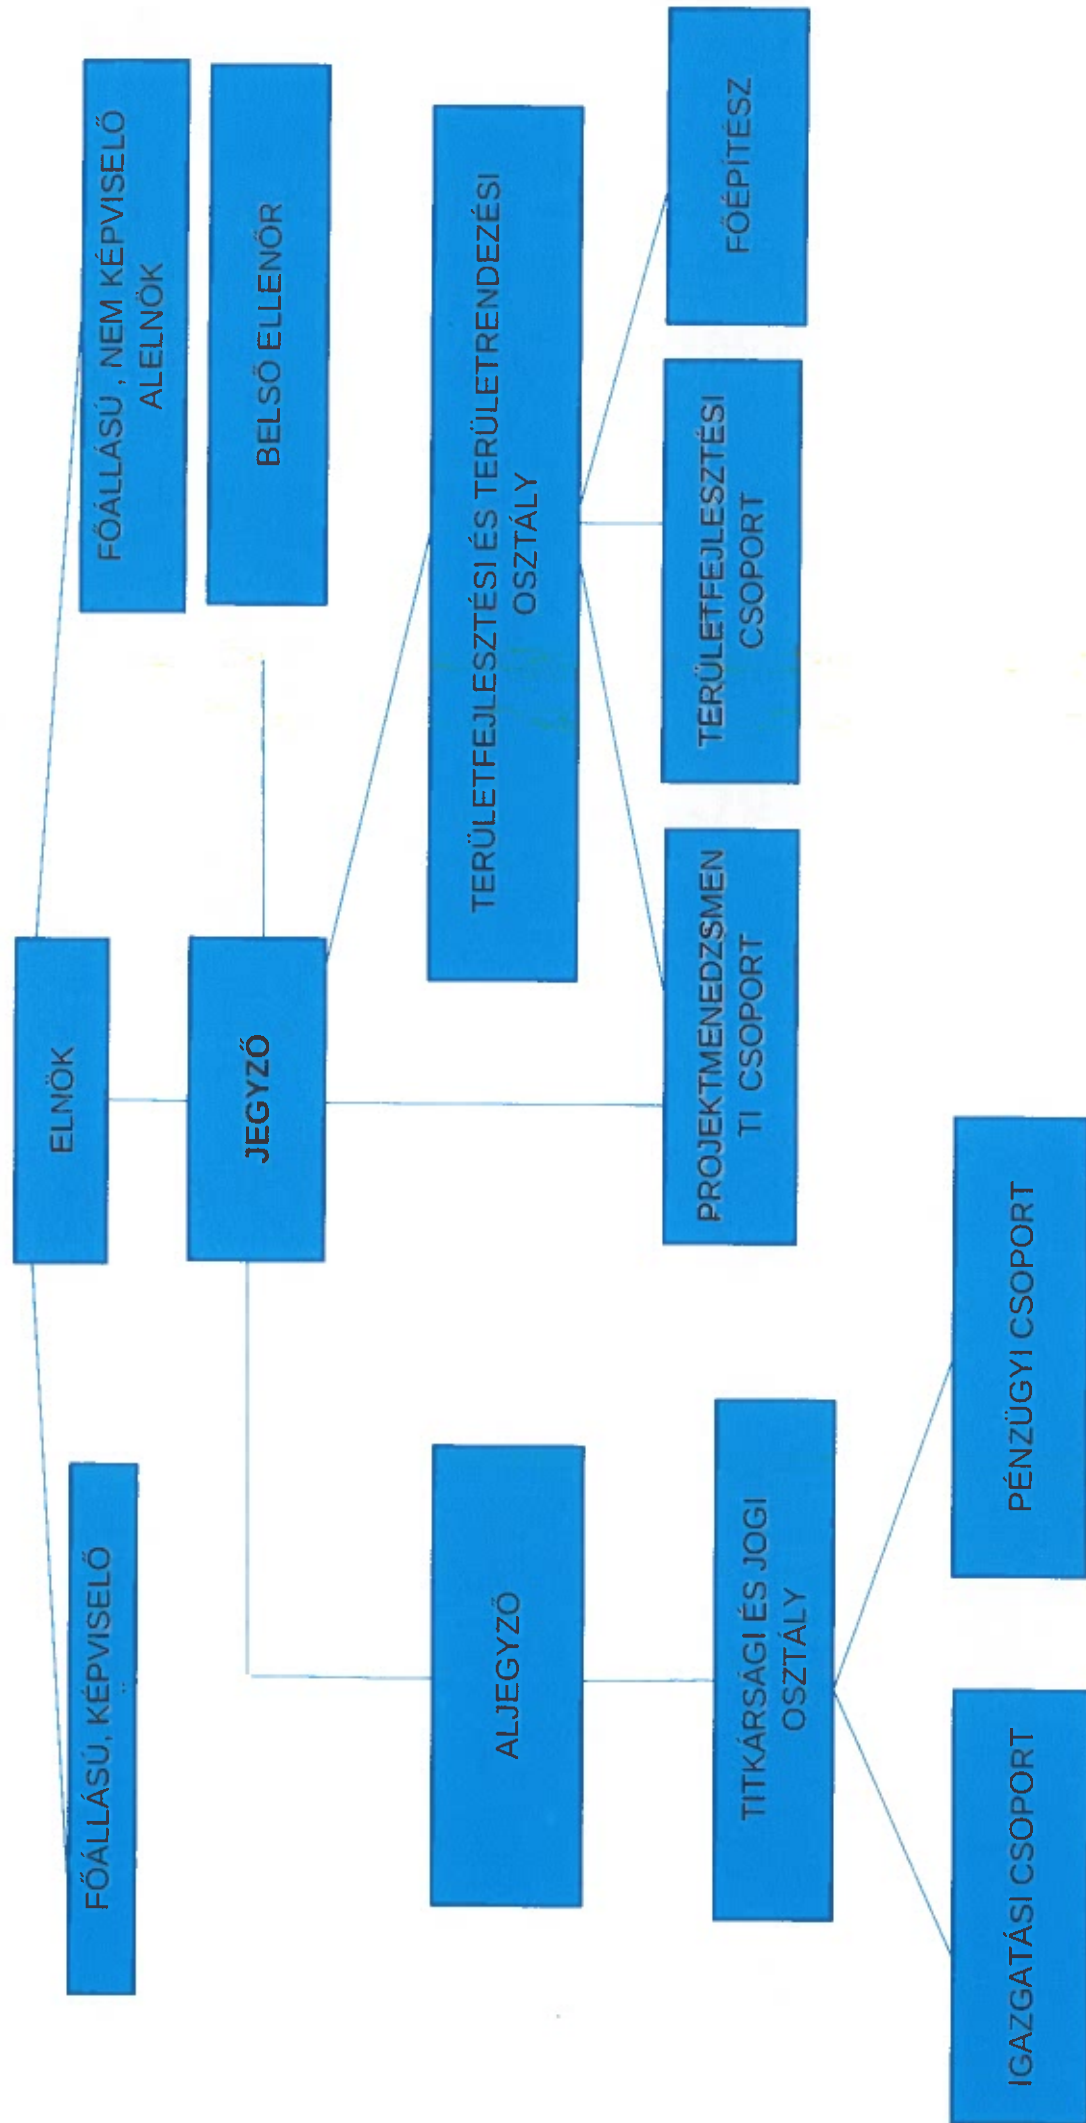 ELNÖK
FŐÁLLÁSÚ, KÉPVISELŐ
FŐÁLLÁSÚ , NEM KÉPVISELŐ
ALELNÖK
JEGYZŐ
BELSŐ ELLENŐR
ALJEGYZŐ
TERÜLETFEJLESZTÉSI ÉS TERÜLETRENDEZÉSI
OSZTÁLY
TITKÁRSÁGI ÉS JOGI
OSZTÁLY
PROJEKTMENEDZSMEN
TI CSOPORT
TERÜLETFEJLESZTÉSI
CSOPORT
FŐÉPÍTÉSZ
IGAZGATÁSI CSOPORT
PÉNZÜGYI CSOPORT